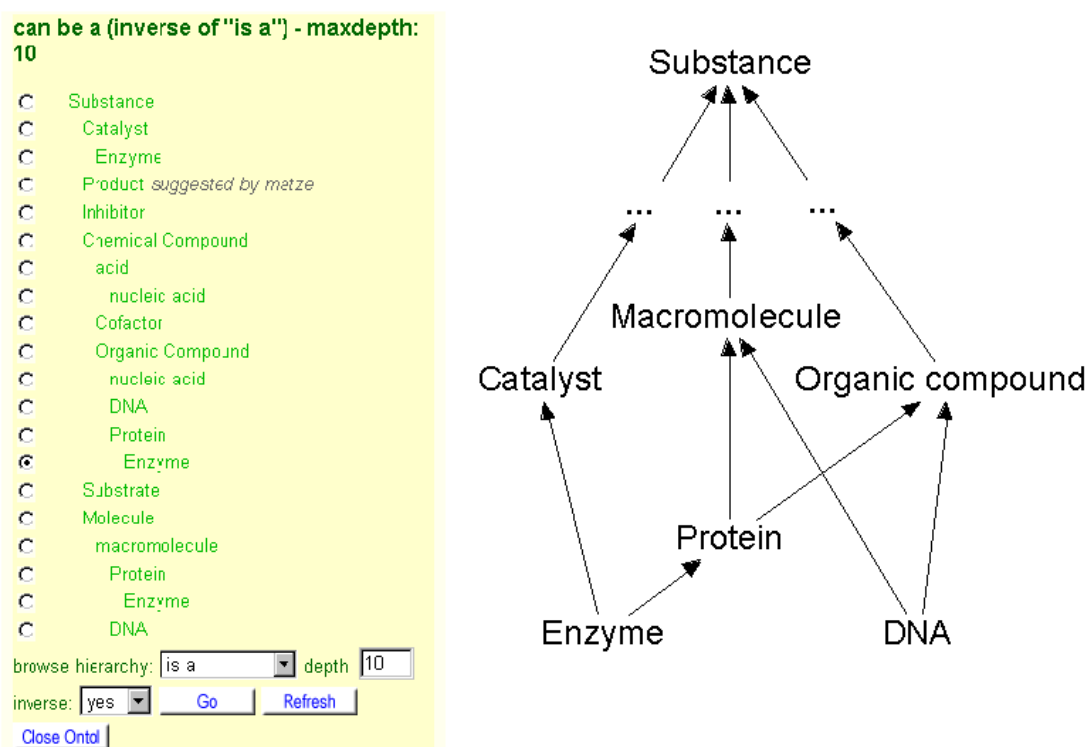 can be a (inverse of "is a") - maxdepth:
10
Substance
Catalyst
Enzyme
Product suggested by matze
Inhibitor
Chemical Compound
acid
nucleic acid
Cofactor
Organic Compound
nucleic acid
DNA
Protein
Enzyme
Substrate
Molecule
macromolecule
Protein
Enzyme
DNA
browse hierarchy: is a depth 10
inverse: yes Go Refresh
Close Ontol
Substance
... ... ...
Macromolecule
Catalyst Organic compound
Protein
Enzyme DNA